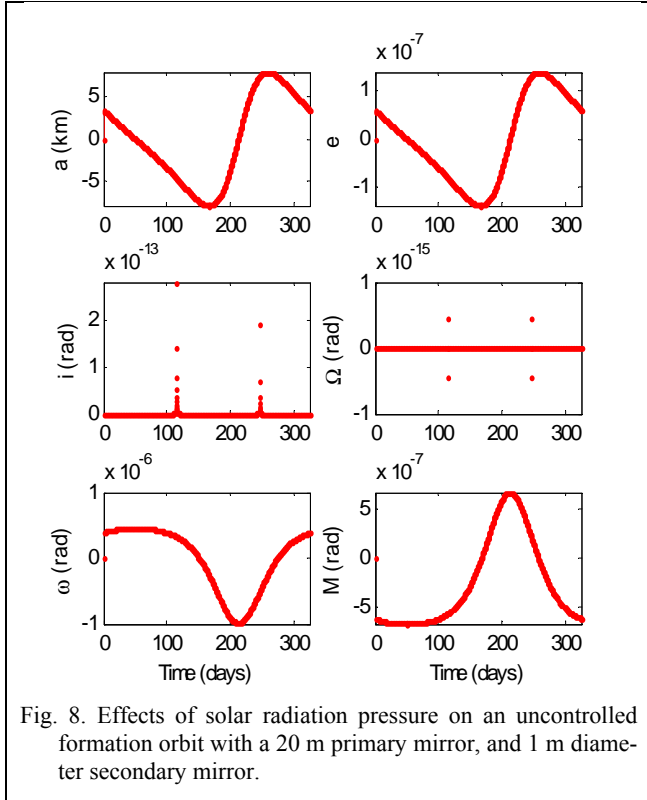 x 10^-7
5
0
-5
a (km)
0 100 200 300
Time (days)
1
0
-1
e
0 100 200 300
Time (days)
x 10^-13
2
1
0
i (rad)
0 100 200 300
x 10^-15
1
0
-1
Ω (rad)
0 100 200 300
x 10^-6
1
0
-1
ω (rad)
0 100 200 300
Time (days)
x 10^-7
5
0
-5
M (rad)
0 100 200 300
Time (days)
Fig. 8. Effects of solar radiation pressure on an uncontrolled
formation orbit with a 20 m primary mirror, and 1 m diame-
ter secondary mirror.